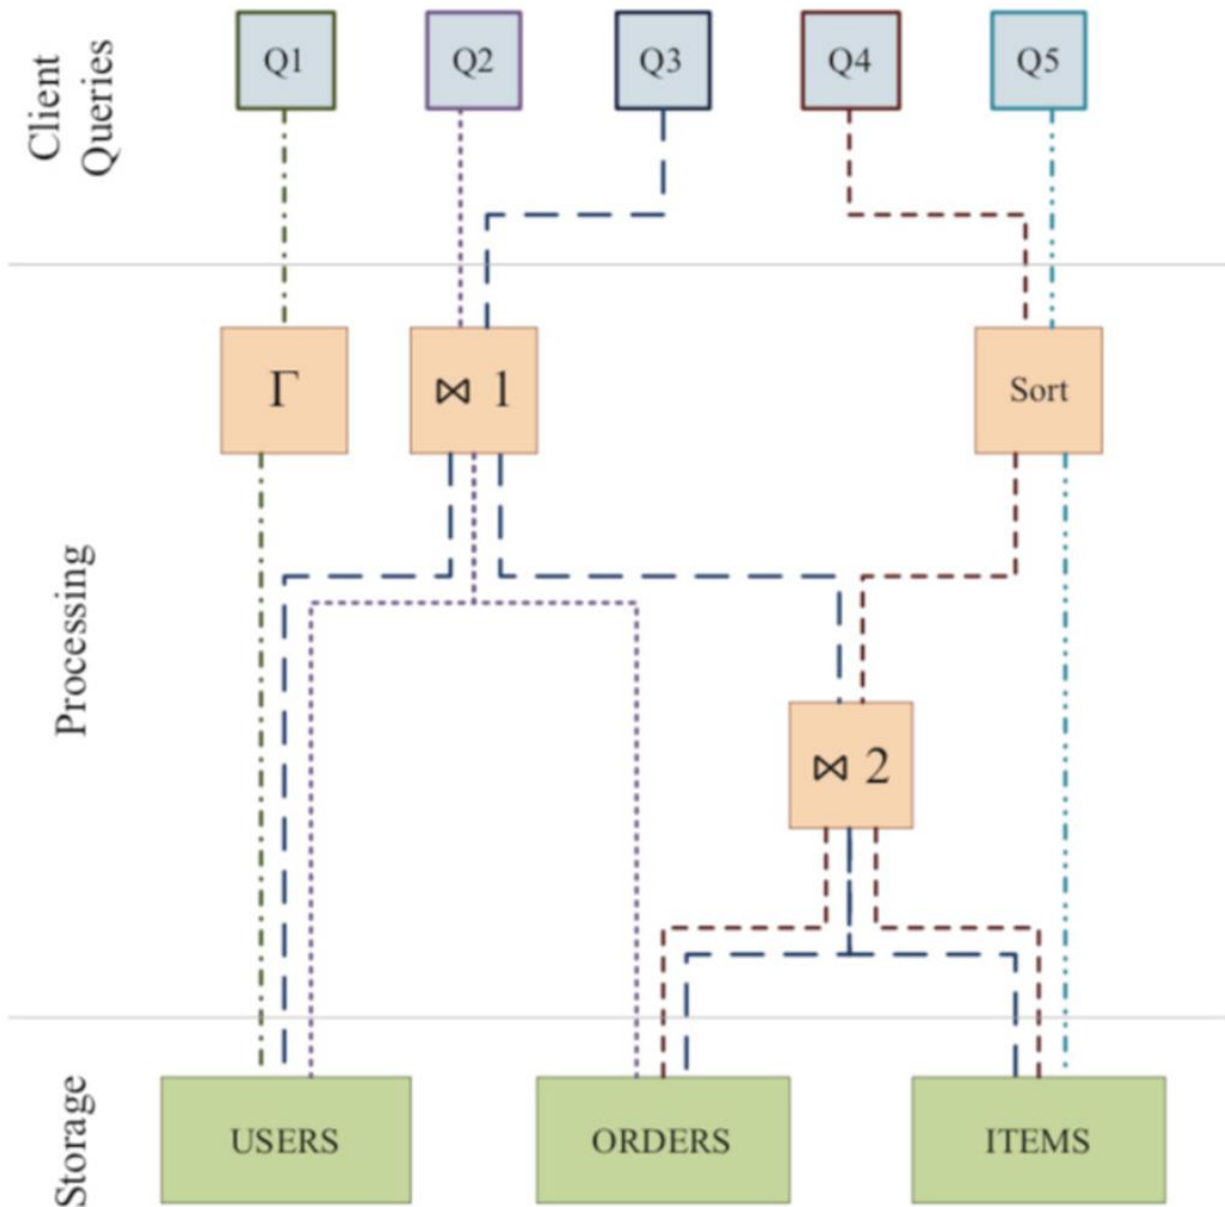 Client
Queries
Q1
Q2
Q3
Q4
Q5
Processing
Γ
⋈ 1
Sort
⋈ 2
Storage
USERS
ORDERS
ITEMS